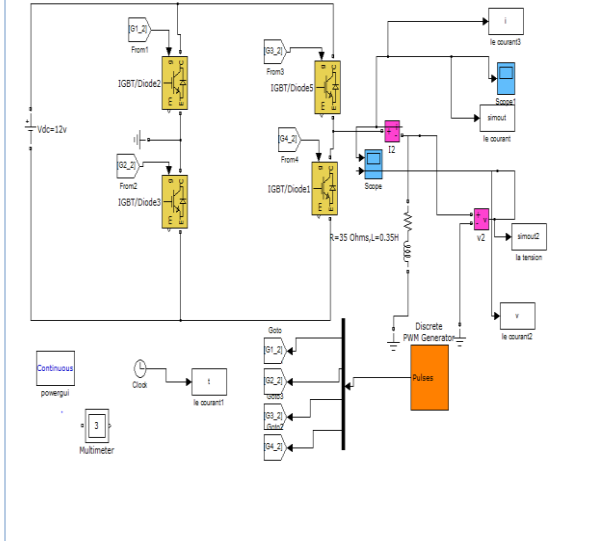 [G1_2]
From1
IGBT/Diode2
g
C
m
E
[G3_2]
From3
IGBT/Diode5
g
C
m
E
i
le courant3
Scope1
simout
le courant
+
Vdc=12v
[G2_2]
From2
IGBT/Diode3
g
C
m
E
[G4_2]
From4
IGBT/Diode1
g
C
m
E
+
-
i
I2
Scope
R=35 Ohms,L=0.35H
+
-
v
v2
simout2
la tension
v
le courant2
Discrete
PWM Generator
Pulses
Goto
[G1_2]
[G2_2]
Goto3
[G3_2]
Goto2
[G4_2]
Continuous
powergui
Clock
t
le courant1
3
Multimeter